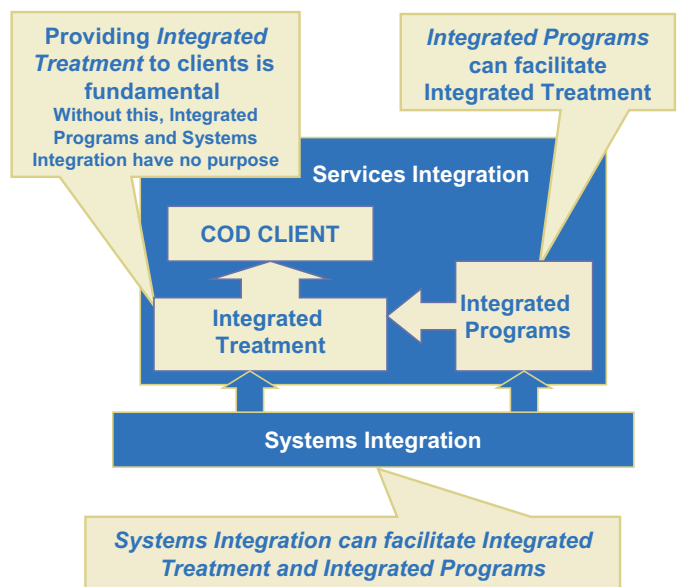 Providing Integrated
Treatment to clients is
fundamental
Without this, Integrated
Programs and Systems
Integration have no purpose
Integrated Programs
can facilitate
Integrated Treatment
Services Integration
COD CLIENT
Integrated
Treatment
Integrated
Programs
Systems Integration
Systems Integration can facilitate Integrated
Treatment and Integrated Programs